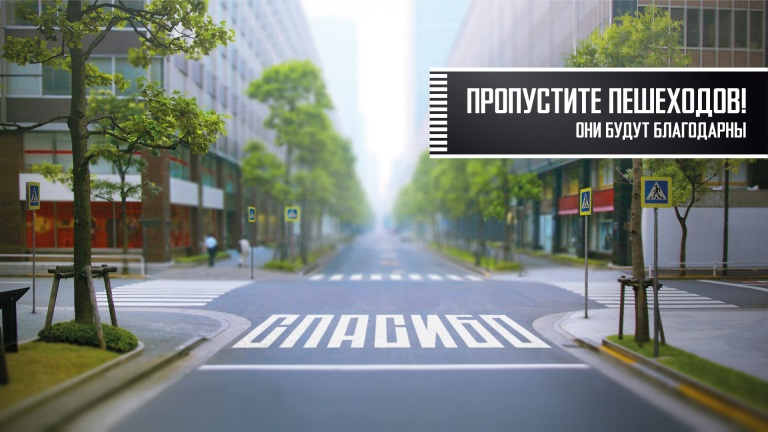 ПРОПУСТИТЕ ПЕШЕХОДОВ!
ОНИ БУДУТ БЛАГОДАРНЫ
СПАСИБО